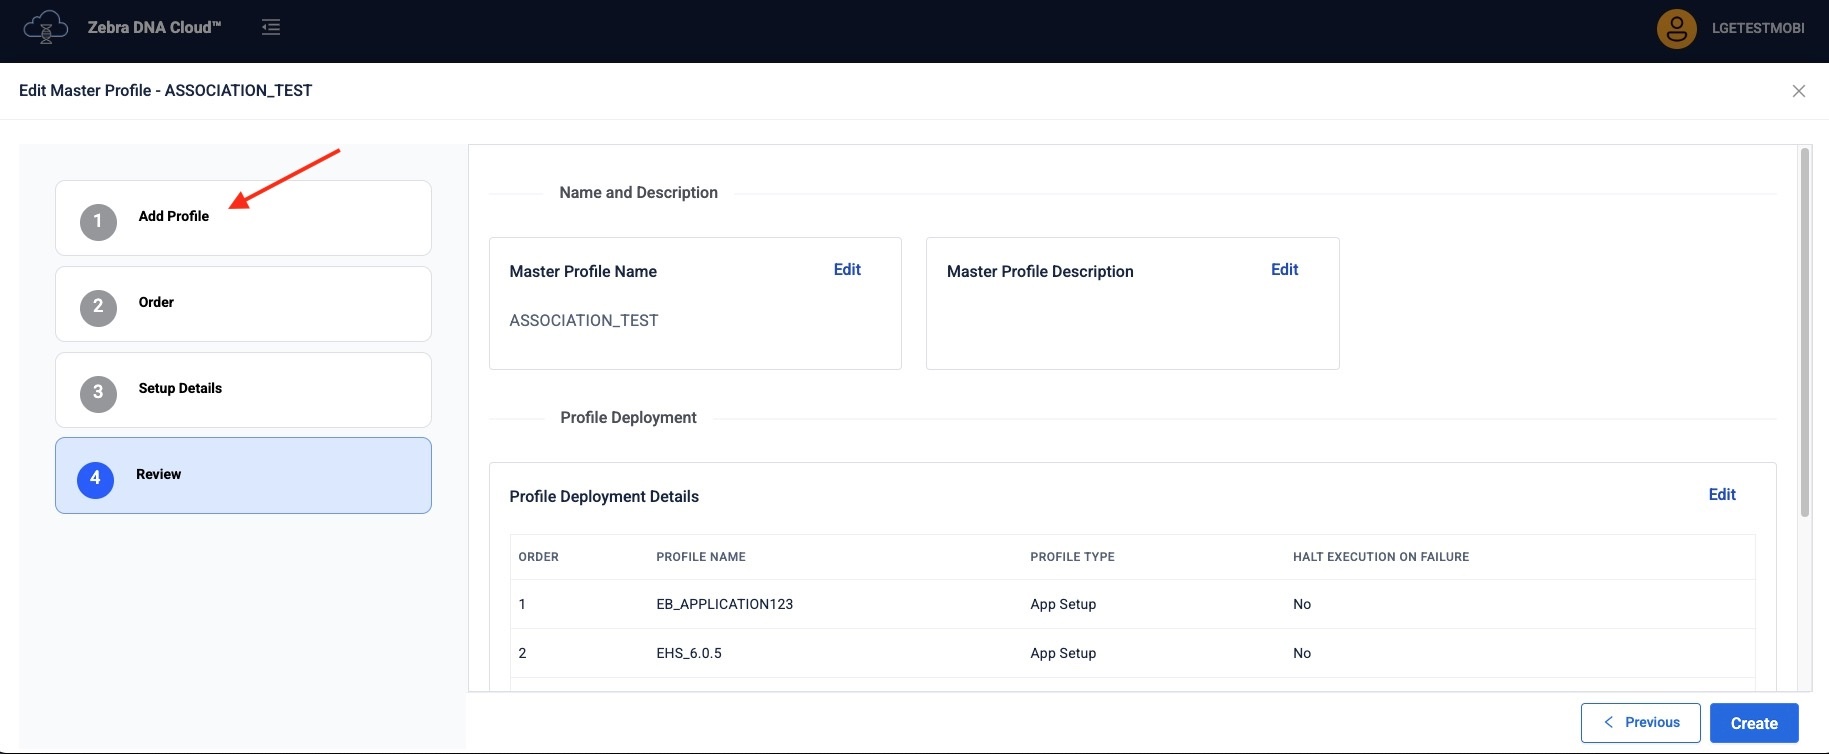 Zebra DNA Cloud™
LGETESTMOBI
Edit Master Profile - ASSOCIATION_TEST
1 Add Profile
2 Order
3 Setup Details
4 Review
Name and Description
Master Profile Name Edit
ASSOCIATION_TEST
Master Profile Description Edit
Profile Deployment
Profile Deployment Details Edit
ORDER PROFILE NAME PROFILE TYPE HALT EXECUTION ON FAILURE
1 EB_APPLICATION123 App Setup No
2 EHS_6.0.5 App Setup No
Previous
Create